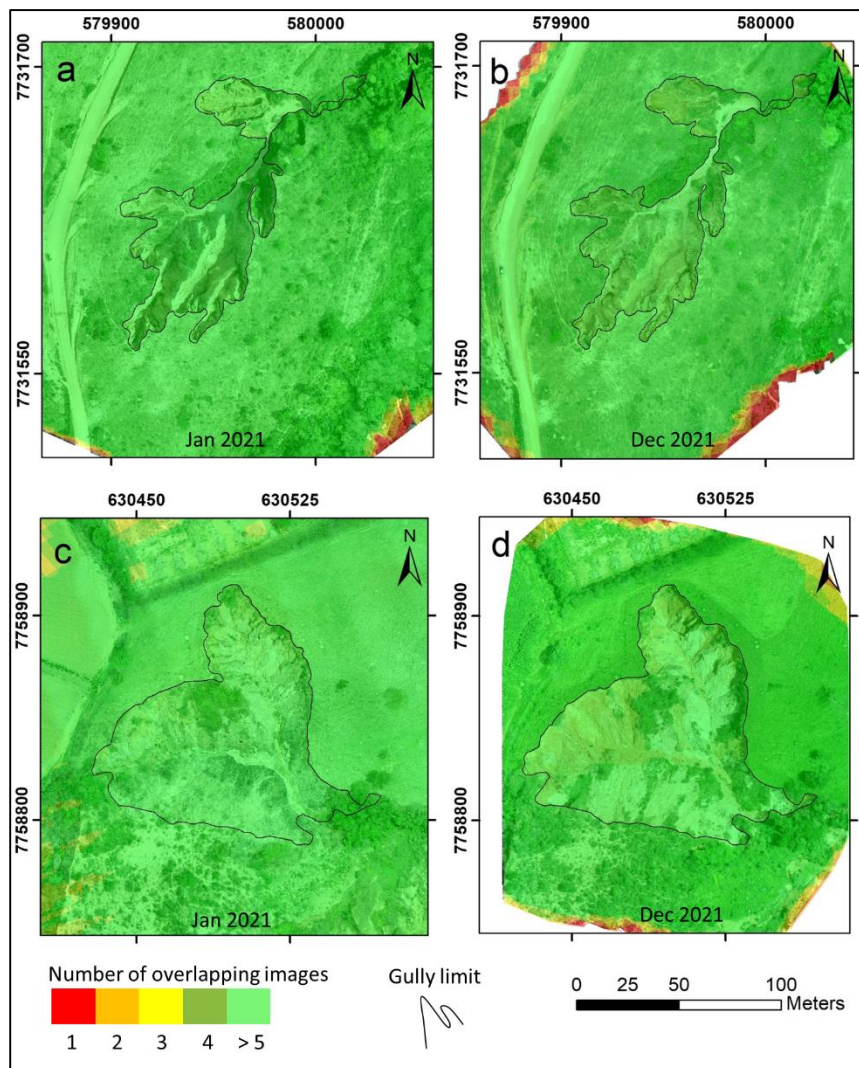 579900 580000 579900 580000
a N b N
7731700
7731550
Jan 2021 Dec 2021
630450 630525 630450 630525
c N d N
7758900 7758900
7758800 7758800
Jan 2021 Dec 2021
Number of overlapping images
1 2 3 4 > 5
Gully limit
0 25 50 100
Meters
7731700
7731550